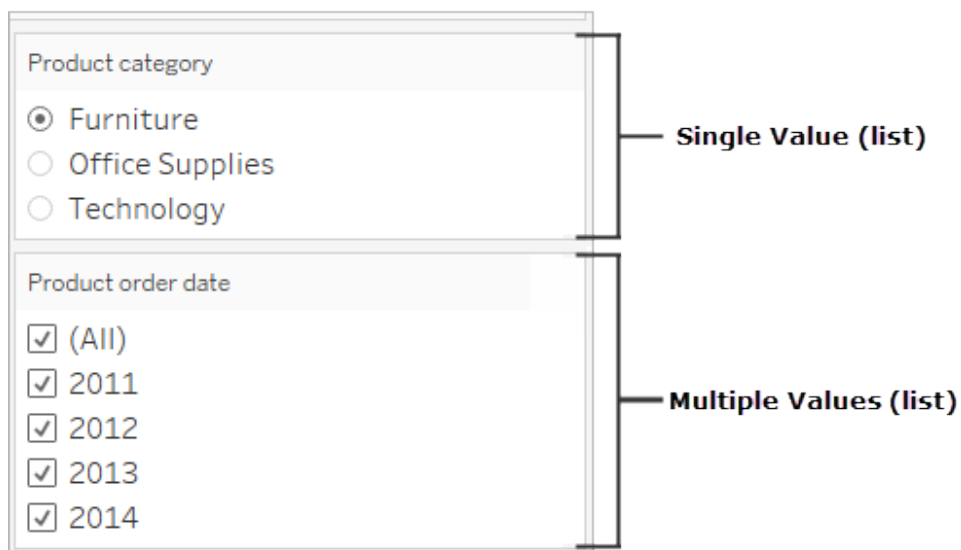 Product category
Furniture
Office Supplies
Technology
Single Value (list)
Product order date
(All)
2011
2012
2013
2014
Multiple Values (list)